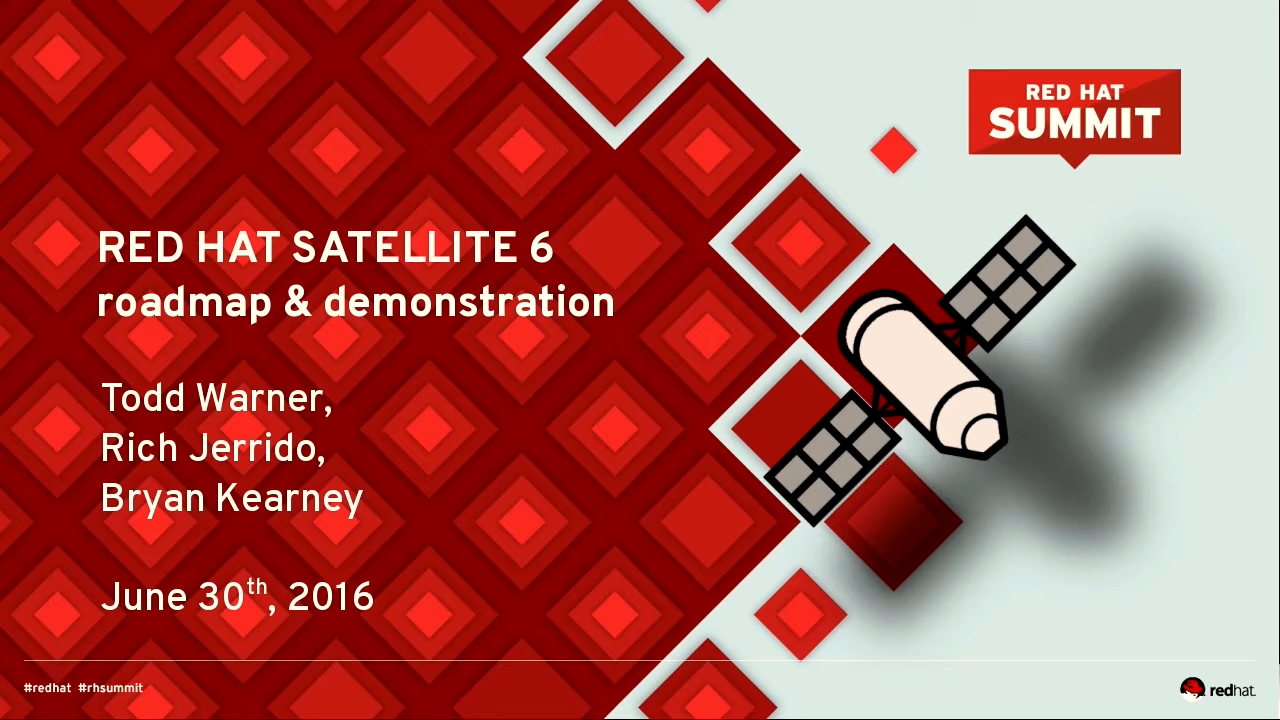 RED HAT
SUMMIT
RED HAT SATELLITE 6
roadmap & demonstration
Todd Warner,
Rich Jerrido,
Bryan Kearney
June 30th, 2016
#redhat #rhsummit
redhat.